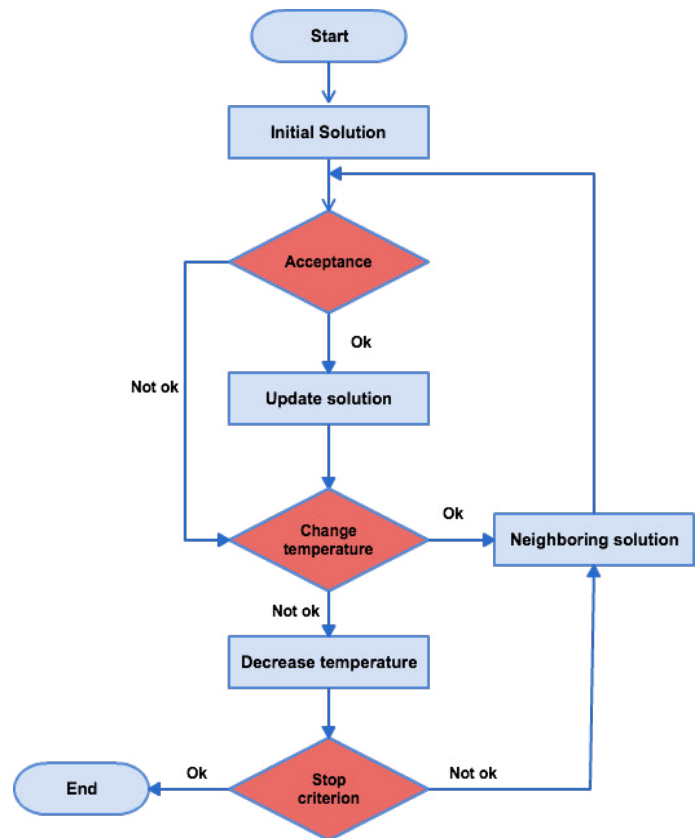 Start
Initial Solution
Acceptance
Ok
Not ok
Update solution
Change
temperature
Ok
Neighboring solution
Not ok
Decrease temperature
Stop
criterion
Ok
Not ok
End